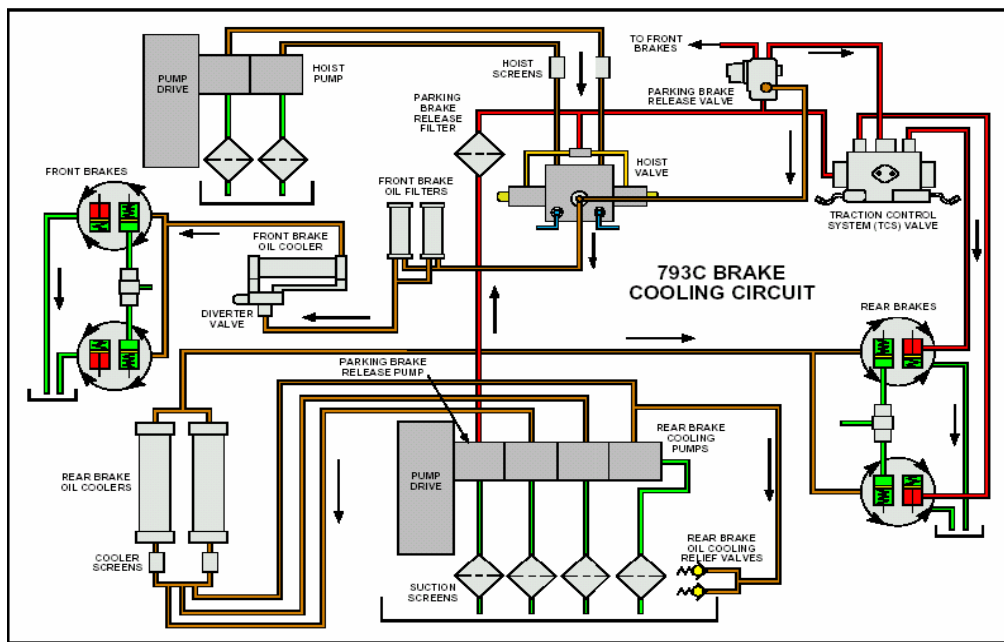 PUMP
DRIVE
HOIST
PUMP
HOIST
SCREENS
TO FRONT
BRAKES
PARKING BRAKE
RELEASE VALVE
PARKING
BRAKE
RELEASE
FILTER
HOIST
VALVE
FRONT BRAKES
FRONT BRAKE
OIL FILTERS
TRACTION CONTROL
SYSTEM (TCS) VALVE
FRONT BRAKE
OIL COOLER
DIVERTER
VALVE
793C BRAKE
COOLING CIRCUIT
REAR BRAKES
PARKING BRAKE
RELEASE PUMP
REAR BRAKE
COOLING
PUMPS
REAR BRAKE
OIL COOLERS
PUMP
DRIVE
COOLER
SCREENS
SUCTION
SCREENS
REAR BRAKE
OIL COOLING
RELIEF VALVES